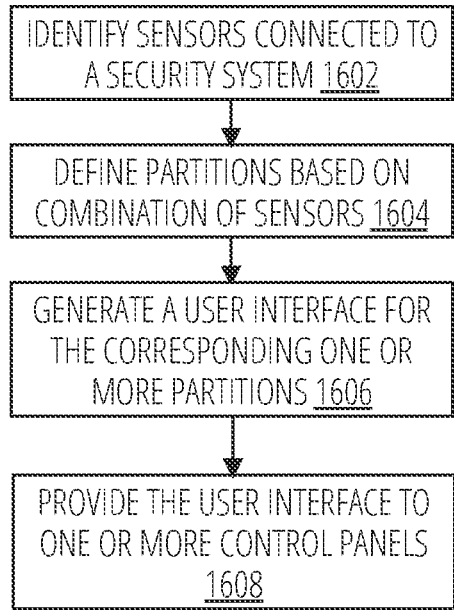 IDENTIFY SENSORS CONNECTED TO
A SECURITY SYSTEM 1602
DEFINE PARTITIONS BASED ON
COMBINATION OF SENSORS 1604
GENERATE A USER INTERFACE FOR
THE CORRESPONDING ONE OR
MORE PARTITIONS 1606
PROVIDE THE USER INTERFACE TO
ONE OR MORE CONTROL PANELS
1608